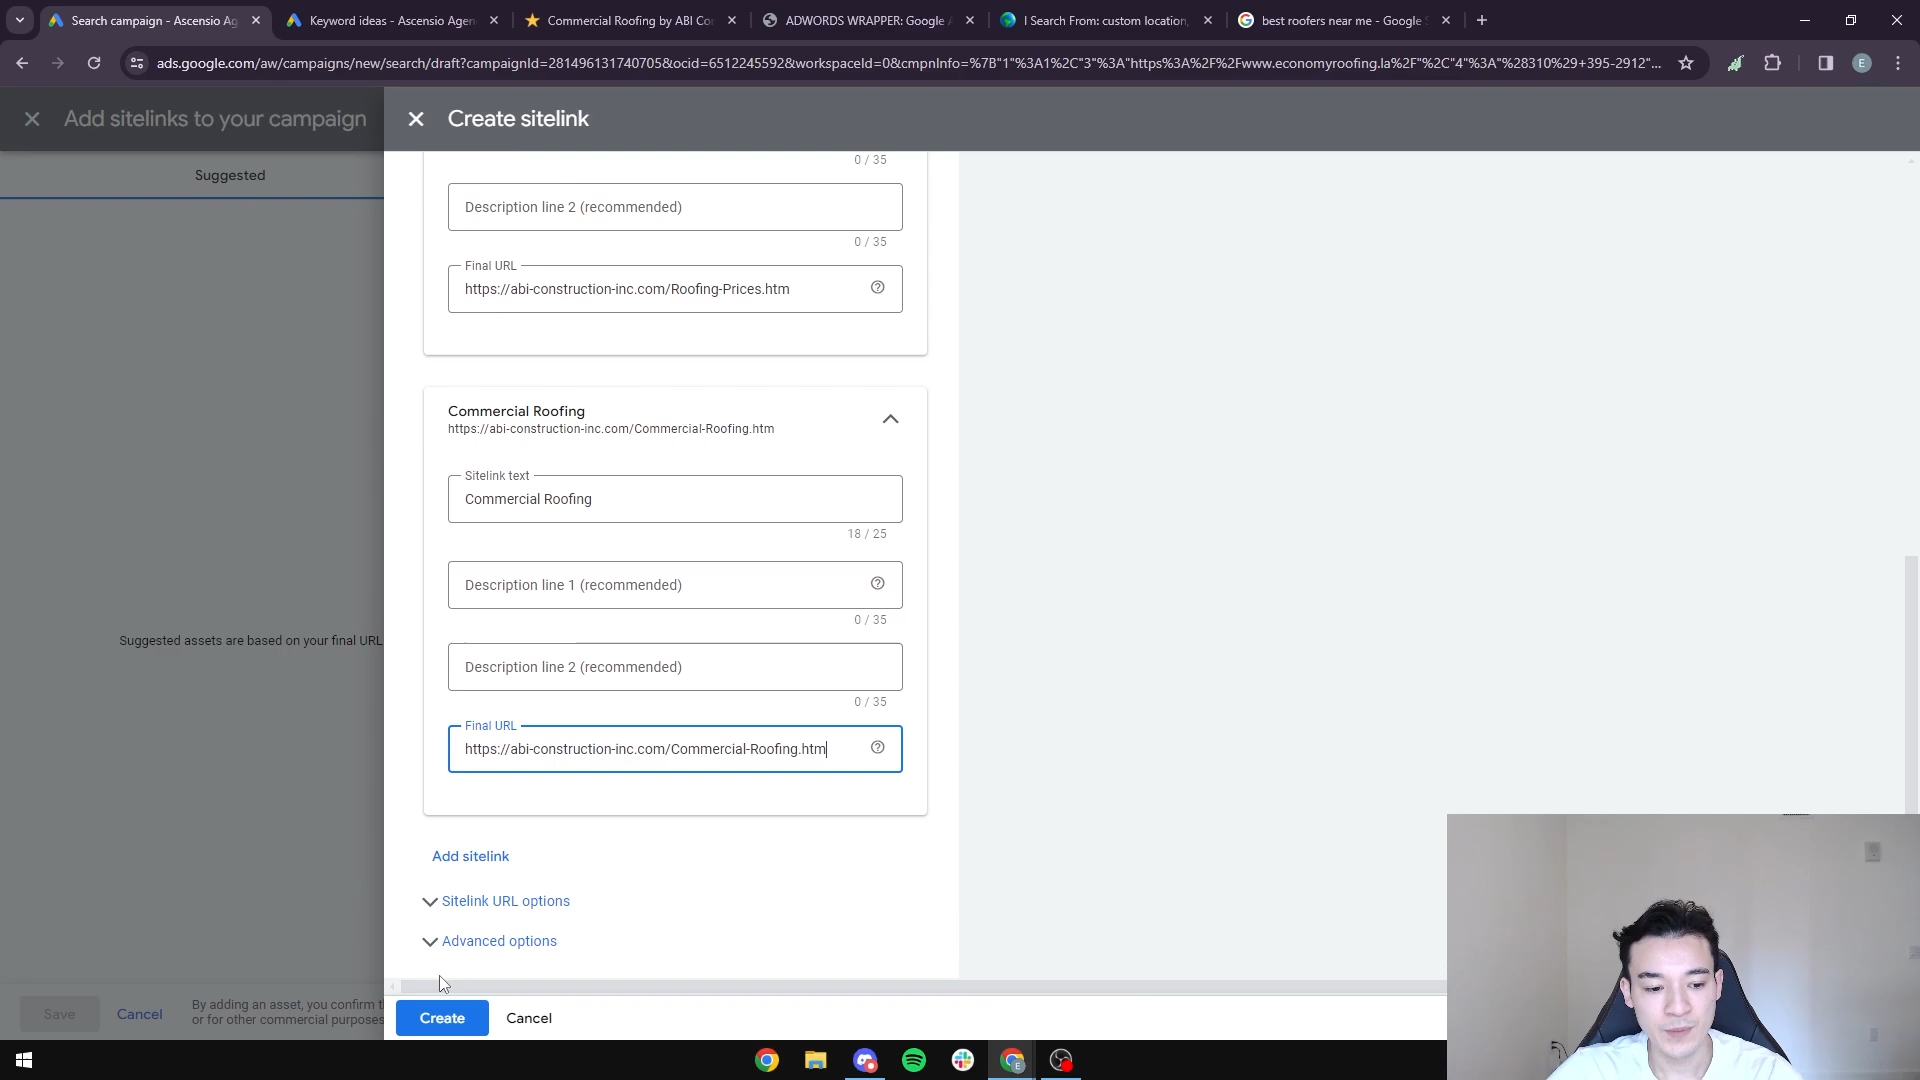 Search campaign - Ascensio Ag
Keyword ideas - Ascensio Agen
Commercial Roofing by ABI Co
ADWORDS WRAPPER: Google A
I Search From: custom location,
best roofers near me - Google S
ads.google.com/aw/campaigns/new/search/draft?campaignId=281496131740705&ocid=6512245592&workspaceId=0&cmpnInfo=%7B"1"%3A1%2C"3"%3A"https%3A%2F%2Fwww.economyroofing.la%2F"%2C"4"%3A"%28310%29+395-2912"...
E
Add sitelinks to your campaign
Create sitelink
Suggested
0 / 35
Description line 2 (recommended)
0 / 35
Final URL
https://abi-construction-inc.com/Roofing-Prices.htm
Commercial Roofing
https://abi-construction-inc.com/Commercial-Roofing.htm
Sitelink text
Commercial Roofing
18 / 25
Description line 1 (recommended)
0 / 35
Suggested assets are based on your final URL
Description line 2 (recommended)
0 / 35
Final URL
https://abi-construction-inc.com/Commercial-Roofing.htm
Add sitelink
Sitelink URL options
Advanced options
Save
Cancel
By adding an asset, you confirm t
or for other commercial purposes
Create
Cancel